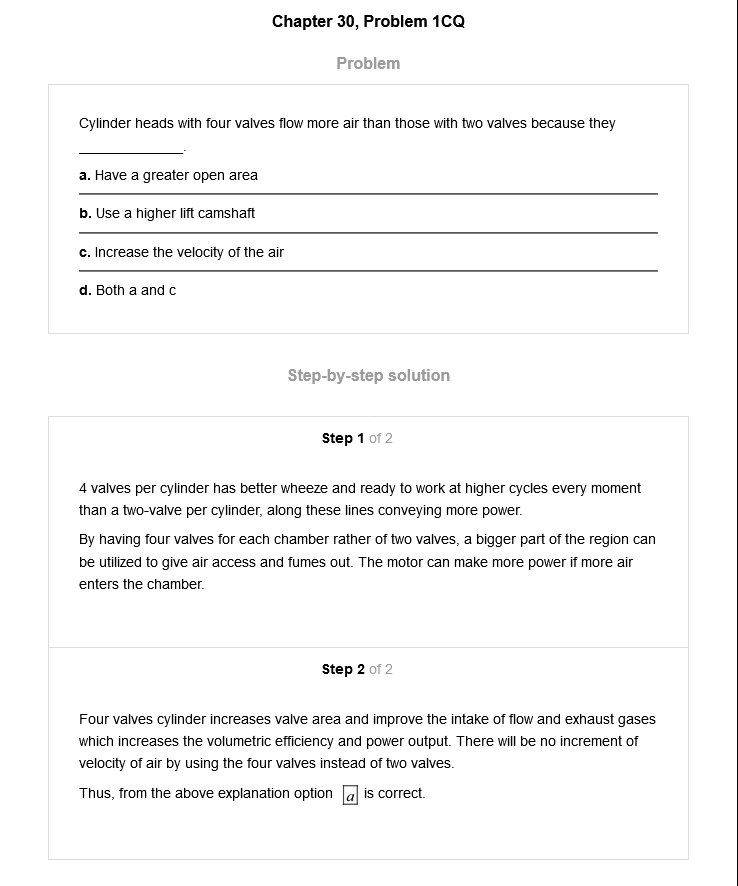 Chapter 30, Problem 1CQ
Problem
Cylinder heads with four valves flow more air than those with two valves because they
_____________.
a. Have a greater open area
b. Use a higher lift camshaft
c. Increase the velocity of the air
d. Both a and c
Step-by-step solution
Step 1 of 2
4 valves per cylinder has better wheeze and ready to work at higher cycles every moment
than a two-valve per cylinder, along these lines conveying more power.
By having four valves for each chamber rather of two valves, a bigger part of the region can
be utilized to give air access and fumes out. The motor can make more power if more air
enters the chamber.
Step 2 of 2
Four valves cylinder increases valve area and improve the intake of flow and exhaust gases
which increases the volumetric efficiency and power output. There will be no increment of
velocity of air by using the four valves instead of two valves.
Thus, from the above explanation option a is correct.